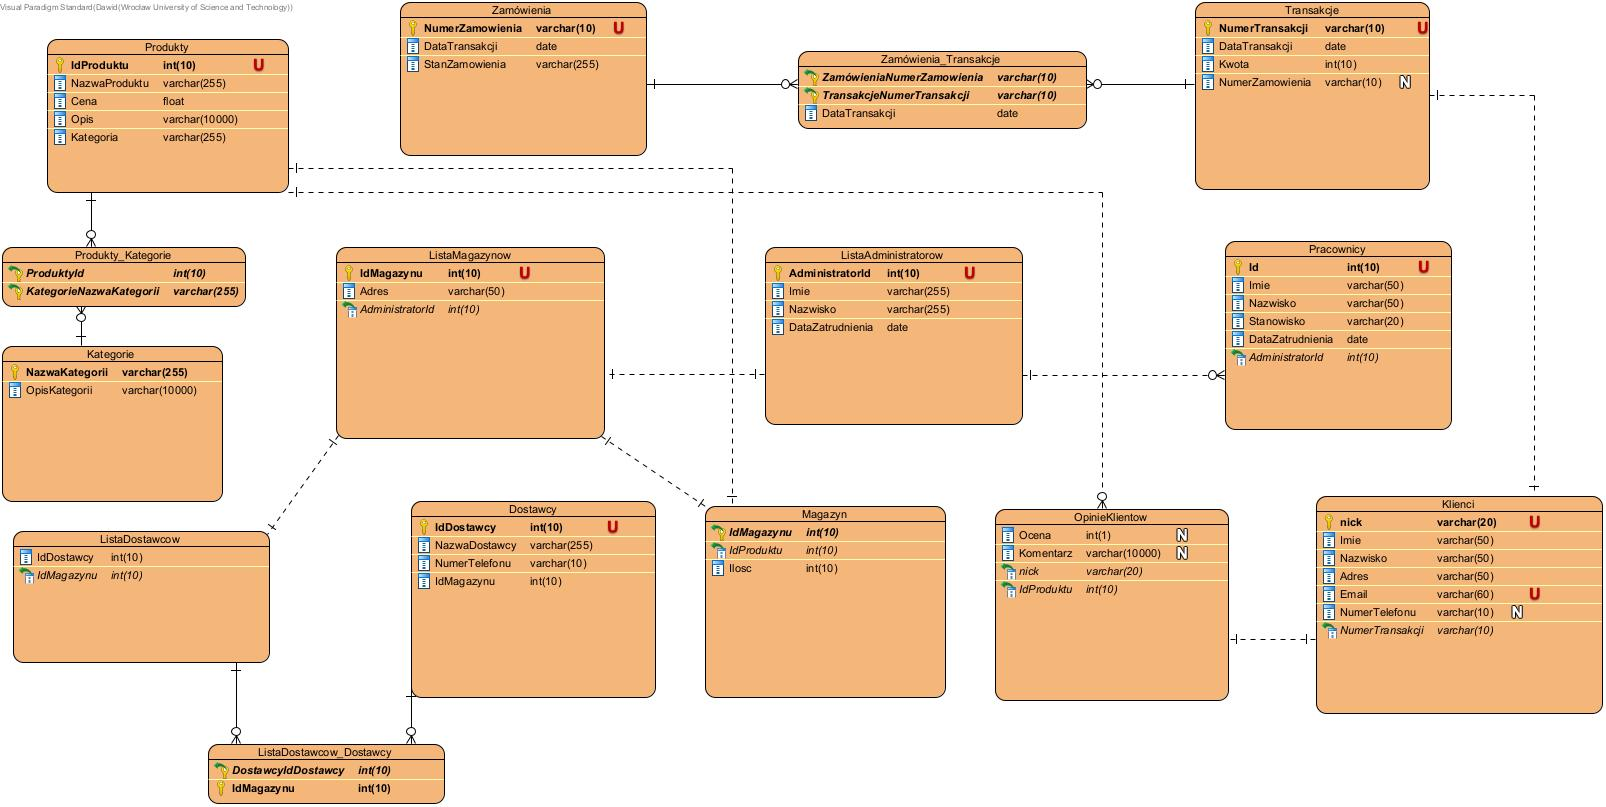 Visual Paradigm Standard(Dawid(Wrocław University of Science and Technology))
Produkty
IdProduktu int(10) U
NazwaProduktu varchar(255)
Cena float
Opis varchar(10000)
Kategoria varchar(255)
Zamówienia
NumerZamowienia varchar(10) U
DataTransakcji date
StanZamowienia varchar(255)
Zamówienia_Transakcje
ZamówieniaNumerZamowienia varchar(10)
TransakcjeNumerTransakcji varchar(10)
DataTransakcji date
Transakcje
NumerTransakcji varchar(10) U
DataTransakcji date
Kwota int(10)
NumerZamowienia varchar(10) N
Produkty_Kategorie
ProduktyId int(10)
KategorieNazwaKategorii varchar(255)
Kategorie
NazwaKategorii varchar(255)
OpisKategorii varchar(10000)
ListaMagazynow
IdMagazynu int(10) U
Adres varchar(50)
AdministratorId int(10)
ListaAdministratorow
AdministratorId int(10) U
Imie varchar(255)
Nazwisko varchar(255)
DataZatrudnienia date
Pracownicy
Id int(10) U
Imie varchar(50)
Nazwisko varchar(50)
Stanowisko varchar(20)
DataZatrudnienia date
AdministratorId int(10)
ListaDostawcow
IdDostawcy int(10)
IdMagazynu int(10)
Dostawcy
IdDostawcy int(10) U
NazwaDostawcy varchar(255)
NumerTelefonu varchar(10)
IdMagazynu int(10)
Magazyn
IdMagazynu int(10)
IdProduktu int(10)
Ilosc int(10)
OpinieKlientow
Ocena int(1) N
Komentarz varchar(10000) N
nick varchar(20)
IdProduktu int(10)
Klienci
nick varchar(20) U
Imie varchar(50)
Nazwisko varchar(50)
Adres varchar(50)
Email varchar(60) U
NumerTelefonu varchar(10) N
NumerTransakcji varchar(10)
ListaDostawcow_Dostawcy
DostawcyIdDostawcy int(10)
IdMagazynu int(10)